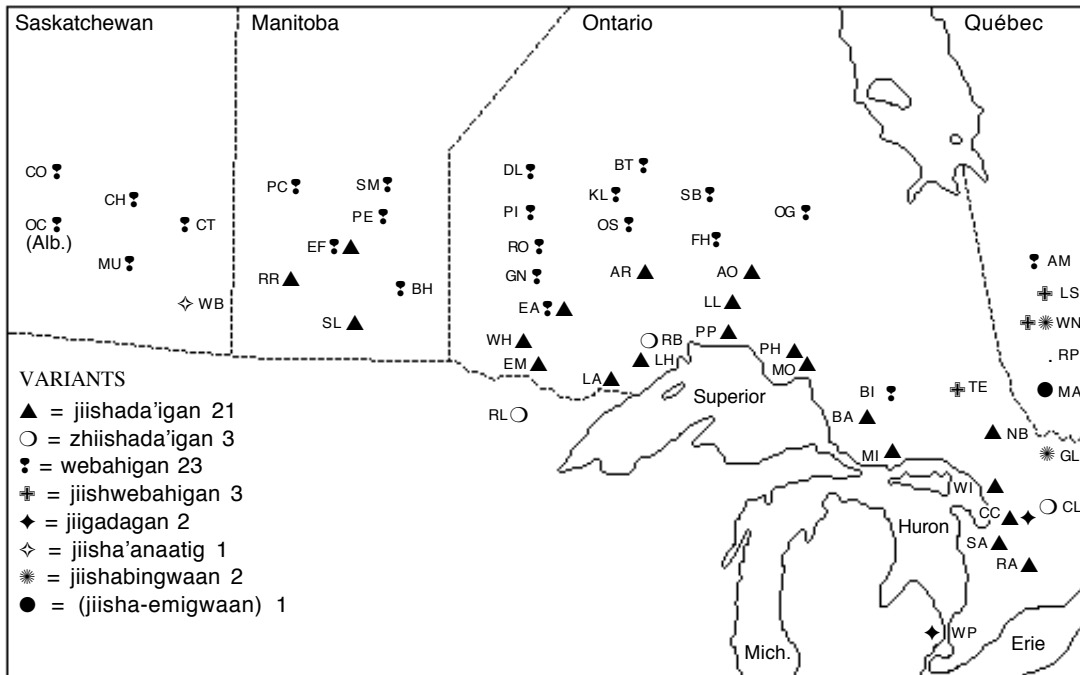 Saskatchewan Manitoba Ontario Québec
CO DL BT
CH PC SM KL SB
OC CT PE PI OS OG
(Alb.)
MU EF RO FH AM
RR BH GN AR AO LS
WB SL EA LL WN
WH RB PP PH RP
EM LA LH MO
VARIANTS
▲ = jiishada'igan 21
❍ = zhiishada'igan 3
❢ = webahigan 23
✙ = jiishwebahigan 3
✦ = jiigadagan 2
✧ = jiisha'anaatig 1
✺ = jiishabingwaan 2
● = (jiisha-emigwaan) 1
RL Superior BI TE MA
BA NB
MI GL
WI
CC CL
Huron
SA
RA
WP
Mich. Erie